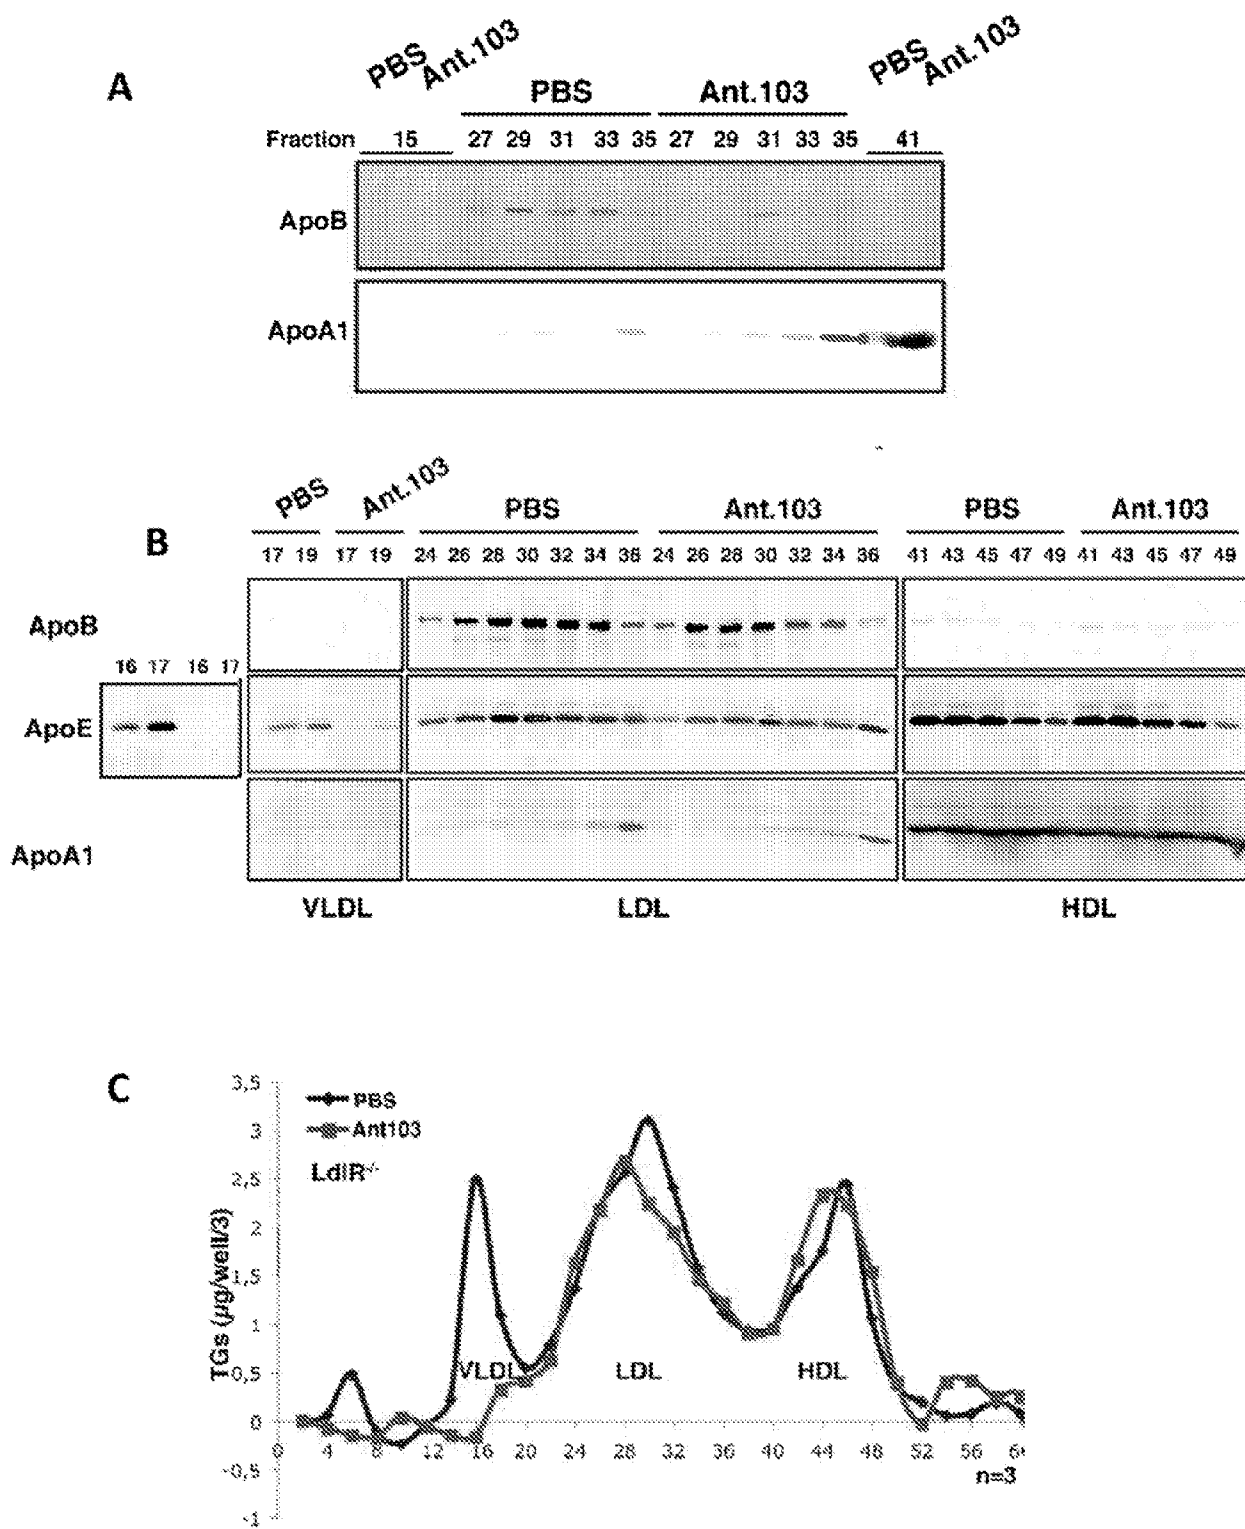 A
PBS Ant.103 PBS Ant.103 PBS Ant.103
Fraction 15 27 29 31 33 35 27 29 31 33 35 41
ApoB
ApoA1
B
PBS Ant.103 PBS Ant.103 PBS Ant.103
17 19 17 19 24 26 28 30 32 34 36 24 26 28 30 32 34 36 41 43 45 47 49 41 43 45 47 49
ApoB
16 17 16 17
ApoE
ApoA1
VLDL LDL HDL
C
3,5
PBS
3
Ant103
LdlR-/-
2,5
2
1,5
1
0,5
0
-0,5
-1
TGs (µg/well/3)
VLDL LDL HDL
0 4 8 12 16 20 24 28 32 36 40 44 48 52 56 6
n=3